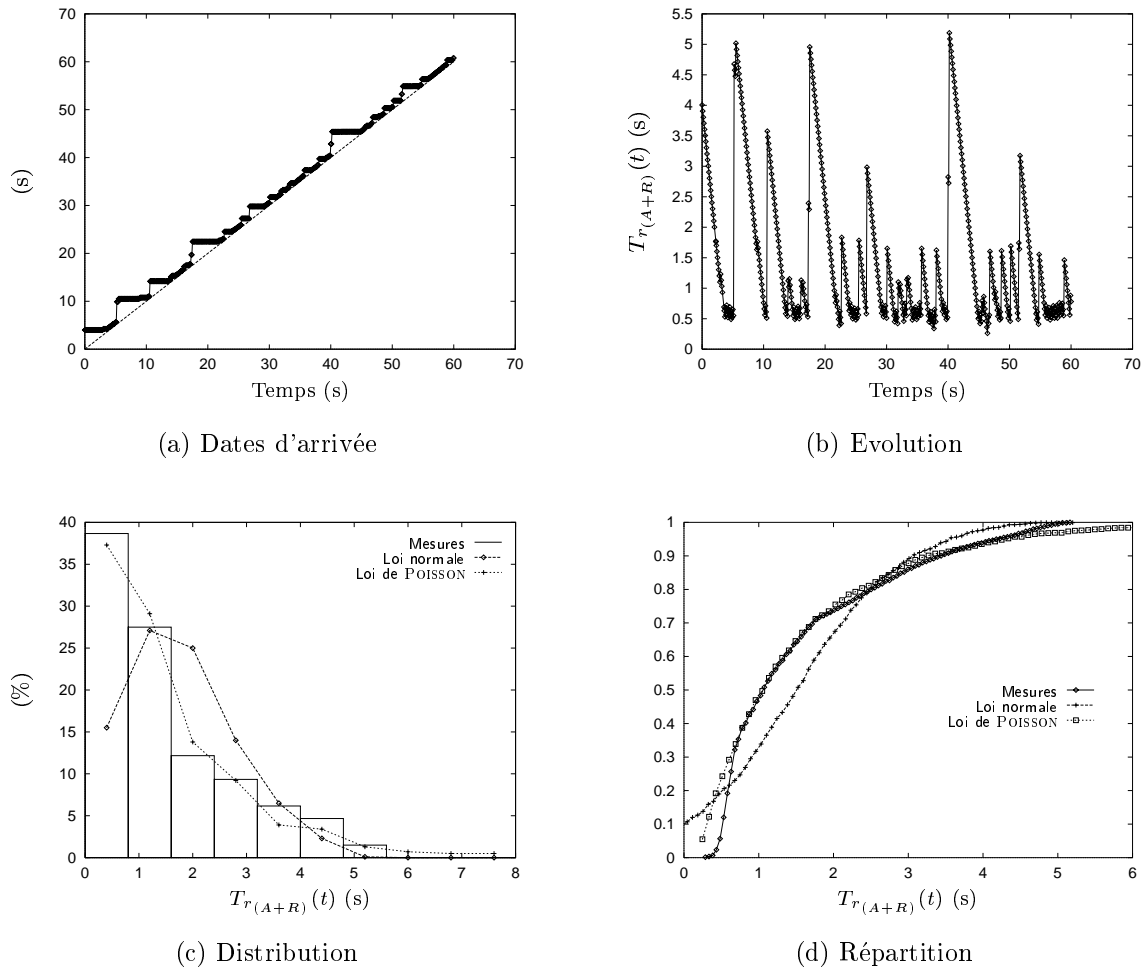 70
60
50
40
30
20
10
0
(s)
0 10 20 30 40 50 60 70
Temps (s)
(a) Dates d'arrivée
5.5
5
4.5
4
3.5
3
2.5
2
1.5
1
0.5
0
T_{r_{(A+R)}}(t) (s)
0 10 20 30 40 50 60 70
Temps (s)
(b) Evolution
40
35
30
25
20
15
10
5
0
(%)
Mesures
Loi normale
Loi de POISSON
0 1 2 3 4 5 6 7 8
T_{r_{(A+R)}}(t) (s)
(c) Distribution
1
0.9
0.8
0.7
0.6
0.5
0.4
0.3
0.2
0.1
0
Mesures
Loi normale
Loi de POISSON
0 1 2 3 4 5 6
T_{r_{(A+R)}}(t) (s)
(d) Répartition